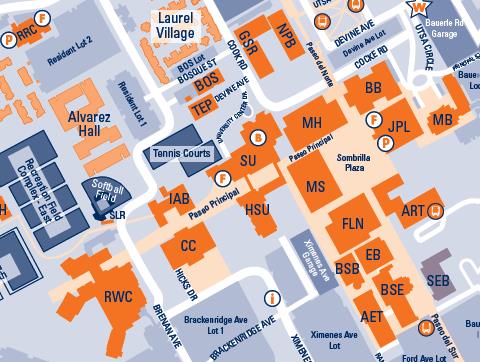 Laurel
Village
UTSA
UTSA CIRCLE
W
Bauerle Rd
Garage
RRC
F
P
Resident Lot 2
GSR
NPB
Paseo del Norte
DEVINE AVE
Devine Ave Lot
COOK RD
COCKE RD
BOS Lot
BOSQUE ST
BOS
TEP
DEVINE AVE
UNIVERSITY CENTER
Resident Lot 1
BB
Baue
Lo
MB
Alvarez
Hall
MH
F
JPL
P
B
Tennis Courts
SU
Paseo Principal
Sombrilla
Plaza
Recreation Field
Complex - East
Softball
Field
SLR
F
MS
IAB
Paseo Principal
HSU
ART
H
FLN
CC
Ximenes Ave
Garage
EB
BSB
SEB
HICKS DR
RWC
i
BSE
BRENAN AVE
Brackenridge Ave
Lot 1
BRACKENRIDGE AVE
XIMENES
Ximenes Ave
Lot
AET
Paseo del Su
Bau
Ford Ave Lot